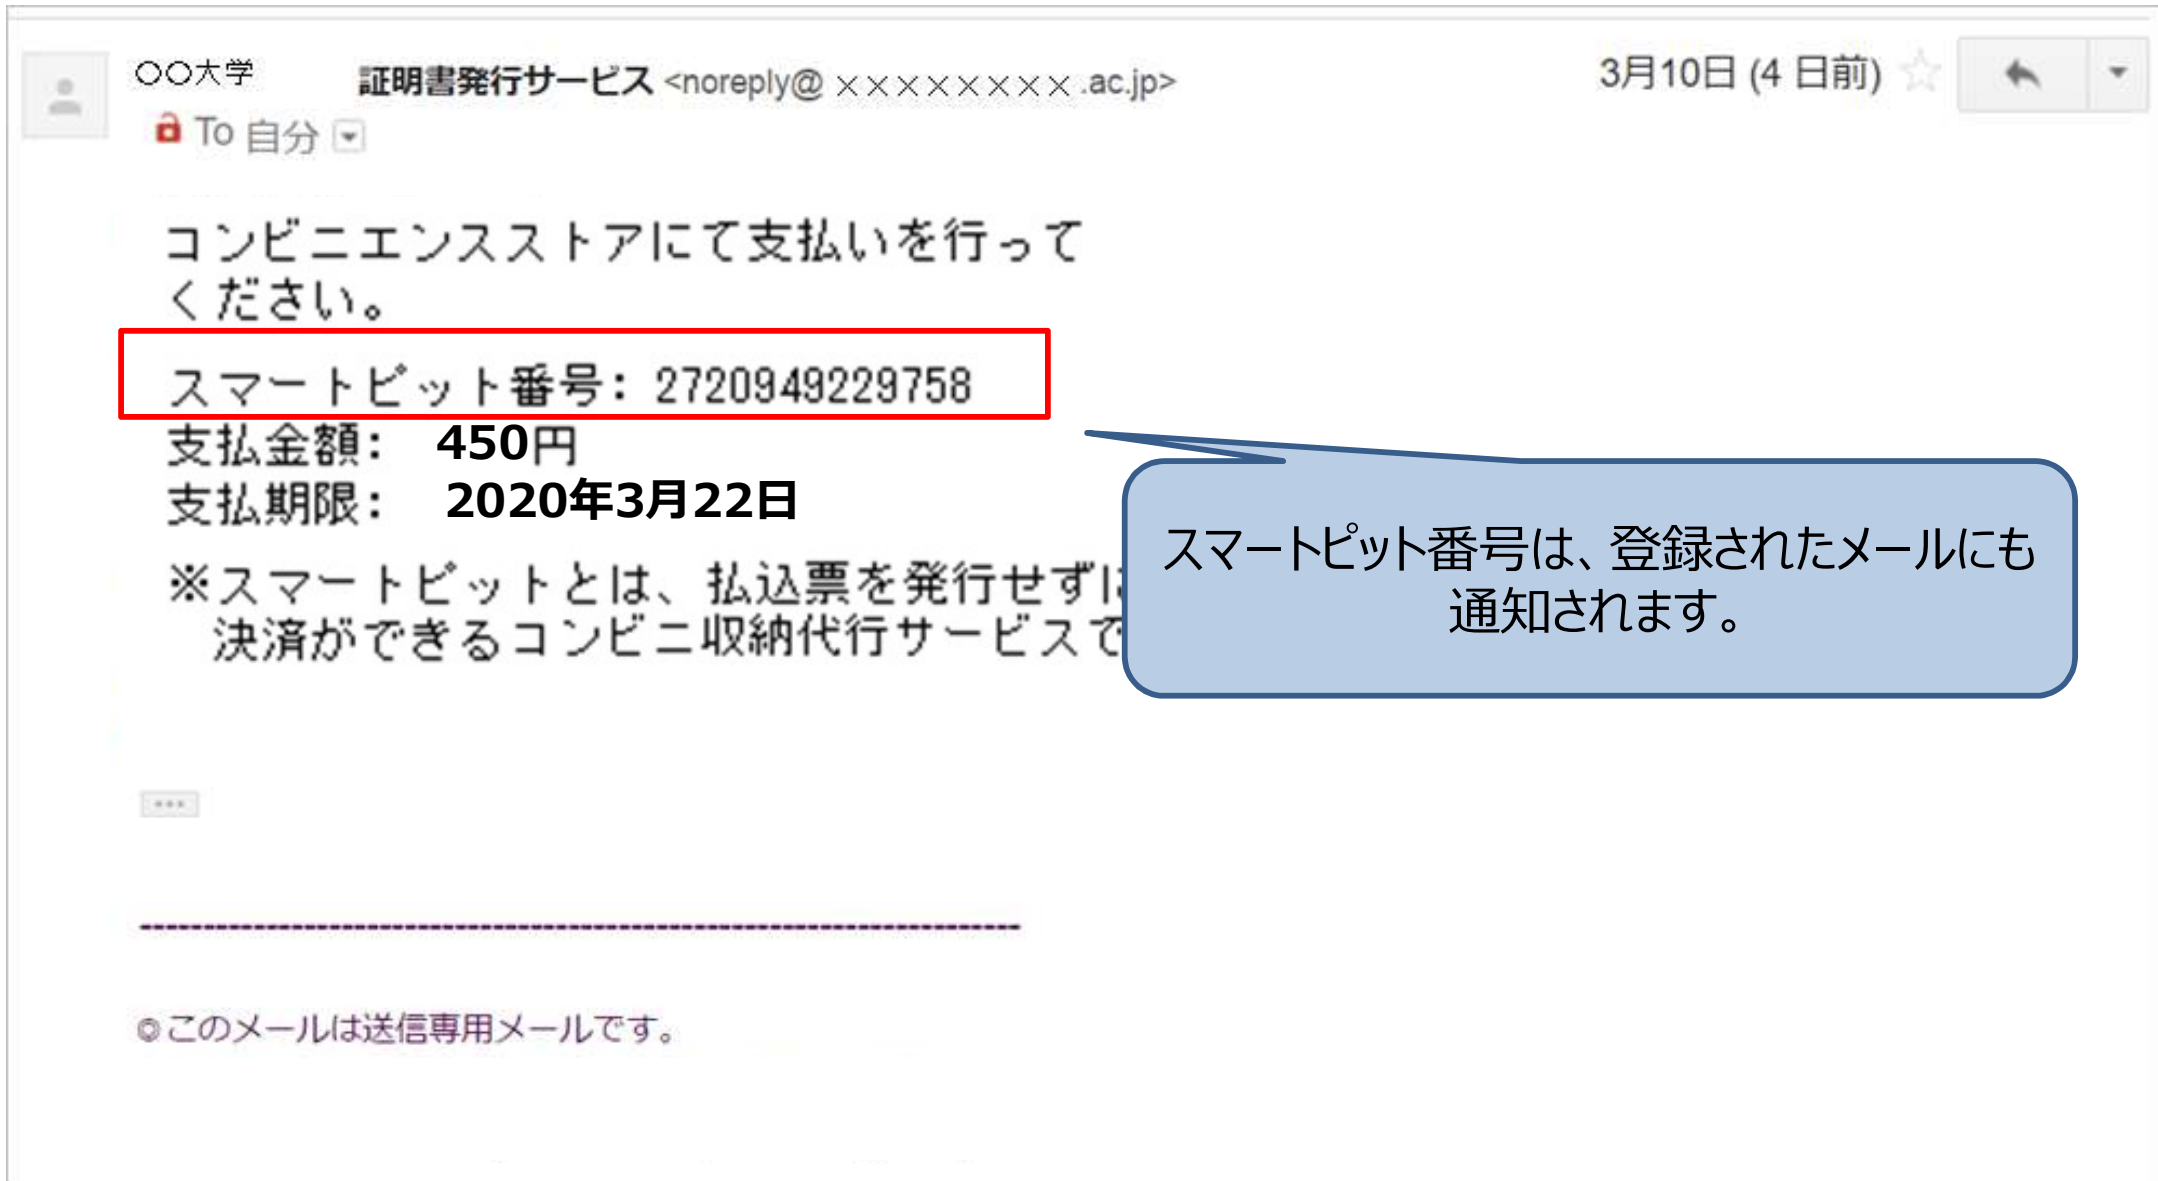 〇〇大学 証明書発行サービス <noreply@××××××××.ac.jp> 3月10日 (4 日前)
To 自分
コンビニエンスストアにて支払いを行って
ください。
スマートピット番号: 2720949229758
支払金額: 450円
支払期限: 2020年3月22日
※スマートピットとは、払込票を発行せずに
決済ができるコンビニ収納代行サービスで
スマートピット番号は、登録されたメールにも
通知されます。
◎このメールは送信専用メールです。